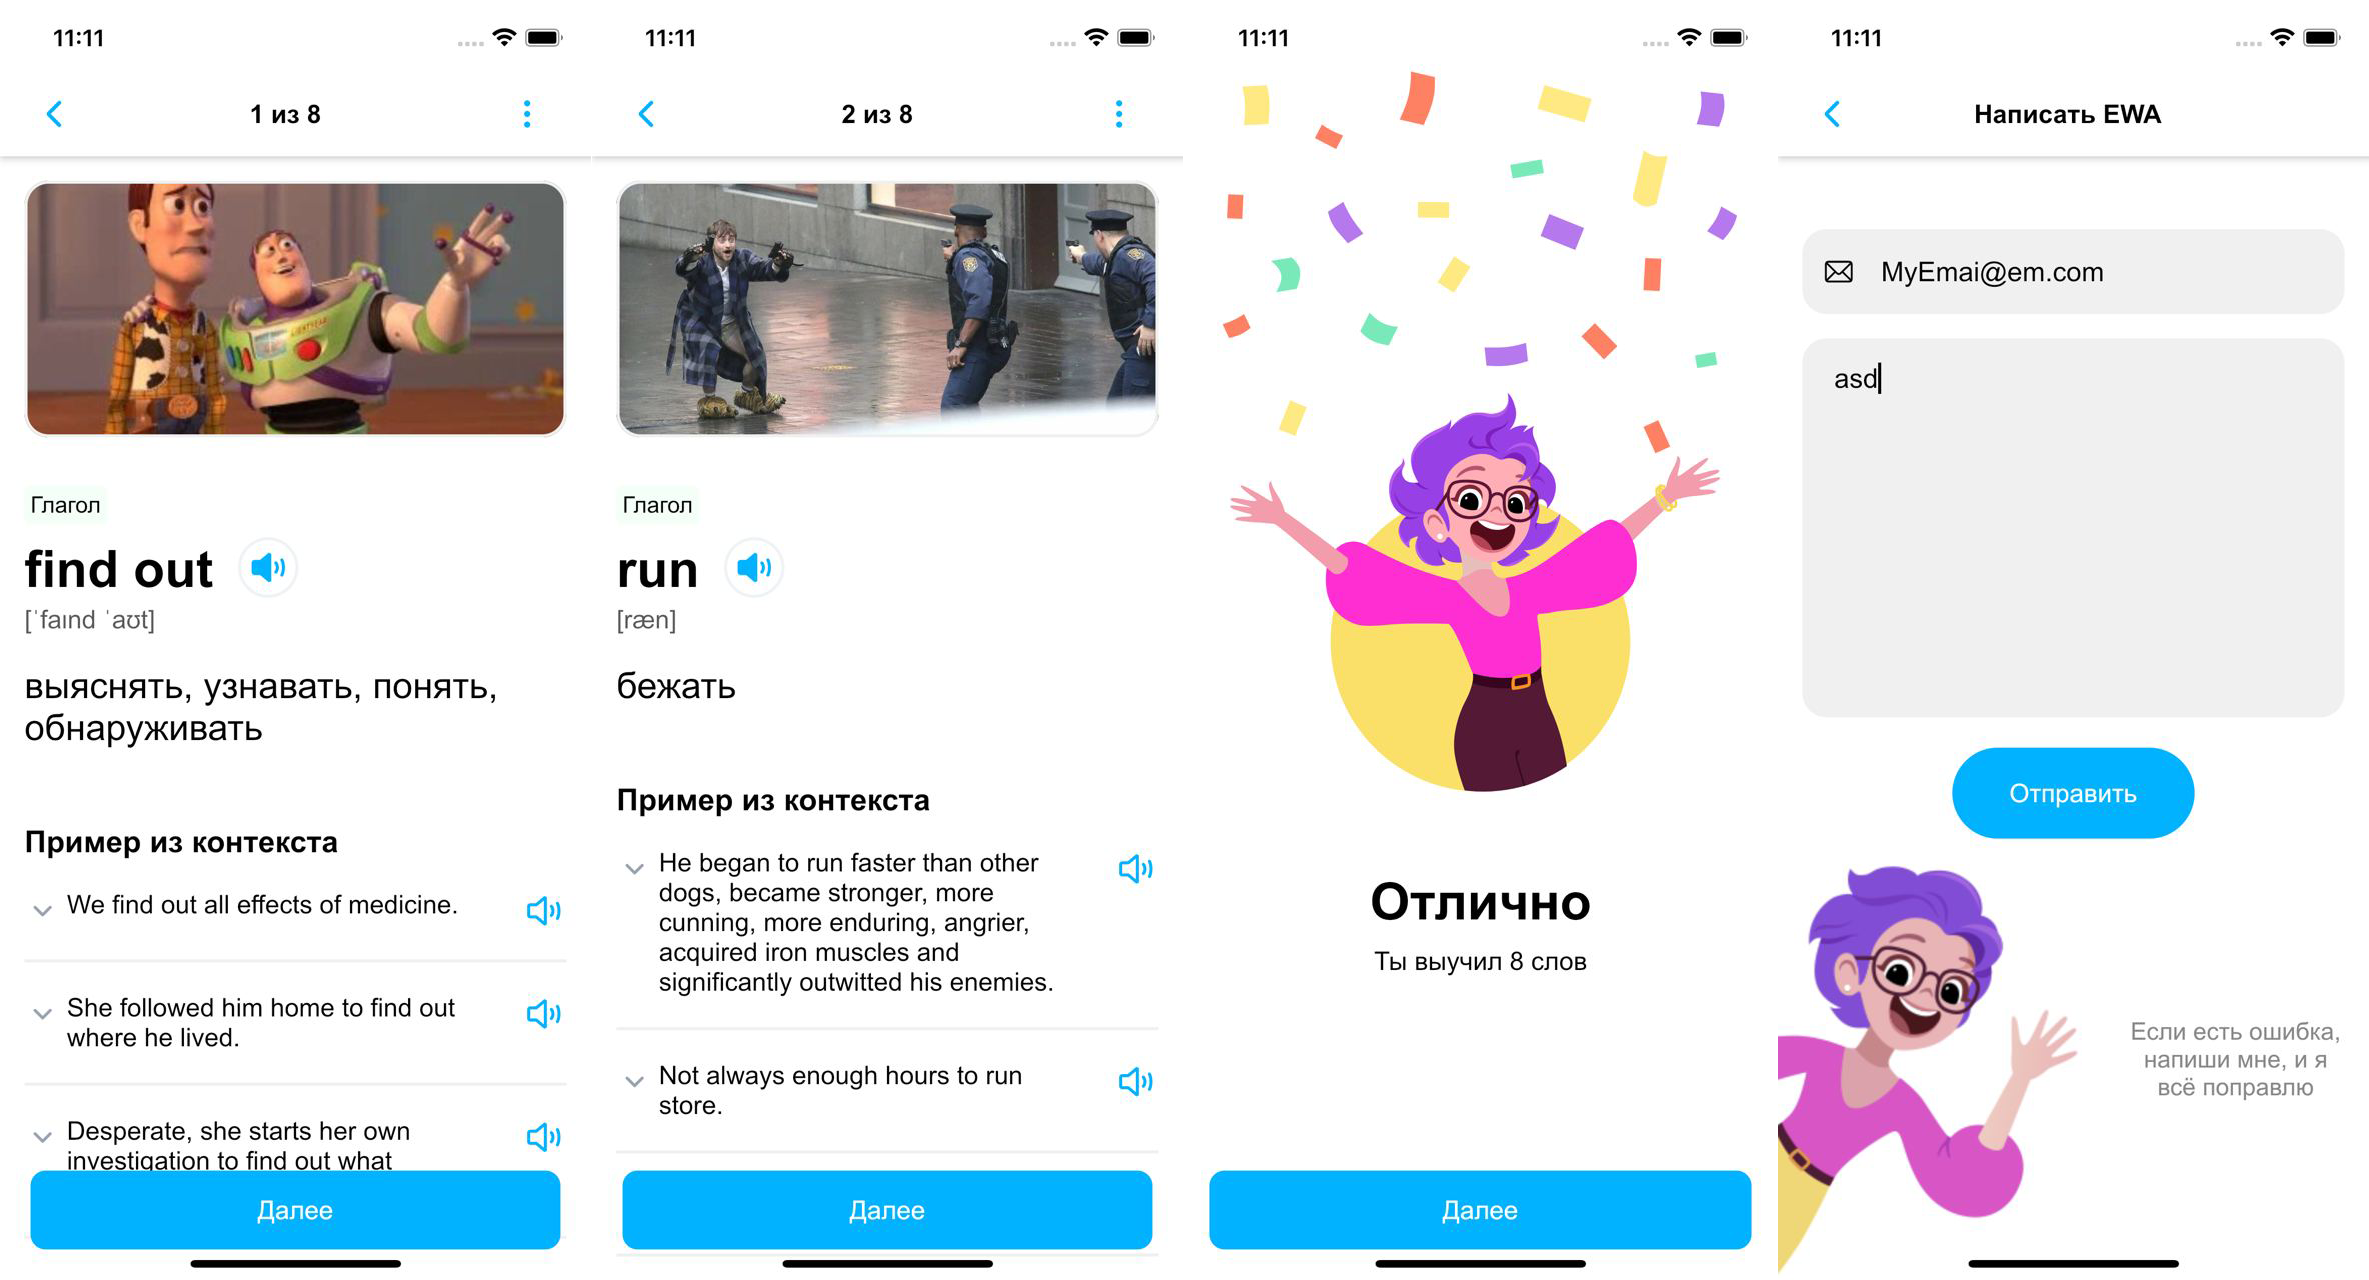 11:11
1 из 8
Глагол
find out
[ˈfaɪnd ˈaʊt]
выяснять, узнавать, понять,
обнаруживать
Пример из контекста
We find out all effects of medicine.
She followed him home to find out
where he lived.
Desperate, she starts her own
investigation to find out what
Далее
11:11
2 из 8
Глагол
run
[ræn]
бежать
Пример из контекста
He began to run faster than other
dogs, became stronger, more
cunning, more enduring, angrier,
acquired iron muscles and
significantly outwitted his enemies.
Not always enough hours to run
store.
Далее
11:11
Отлично
Ты выучил 8 слов
Далее
11:11
Написать EWA
MyEmai@em.com
asd
Отправить
Если есть ошибка,
напиши мне, и я
всё поправлю